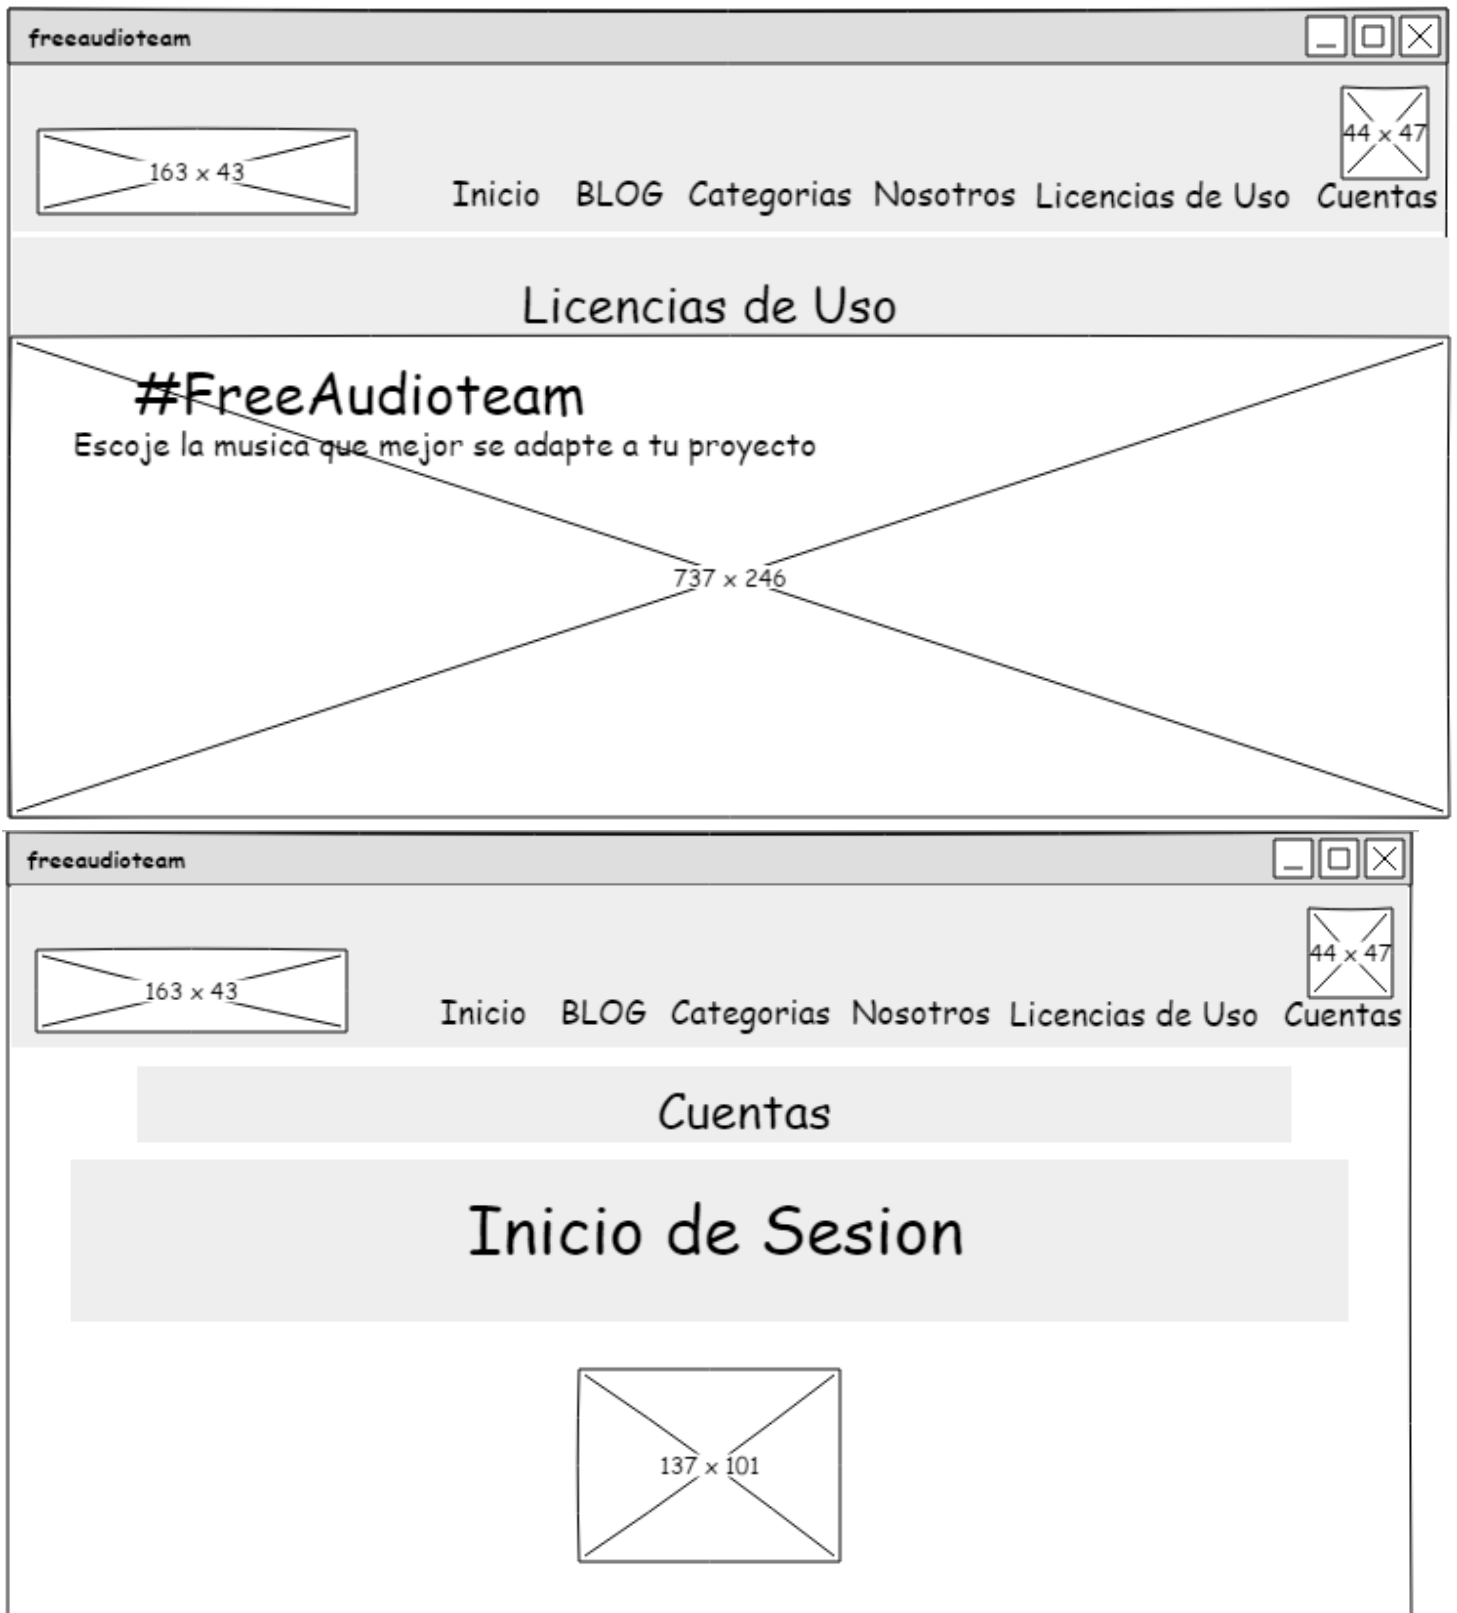 freeaudioteam
44 x 47
163 x 43
Inicio BLOG Categorias Nosotros Licencias de Uso Cuentas
Licencias de Uso
#FreeAudioteam
Escoje la musica que mejor se adapte a tu proyecto
737 x 246
freeaudioteam
44 x 47
163 x 43
Inicio BLOG Categorias Nosotros Licencias de Uso Cuentas
Cuentas
Inicio de Sesion
137 x 101